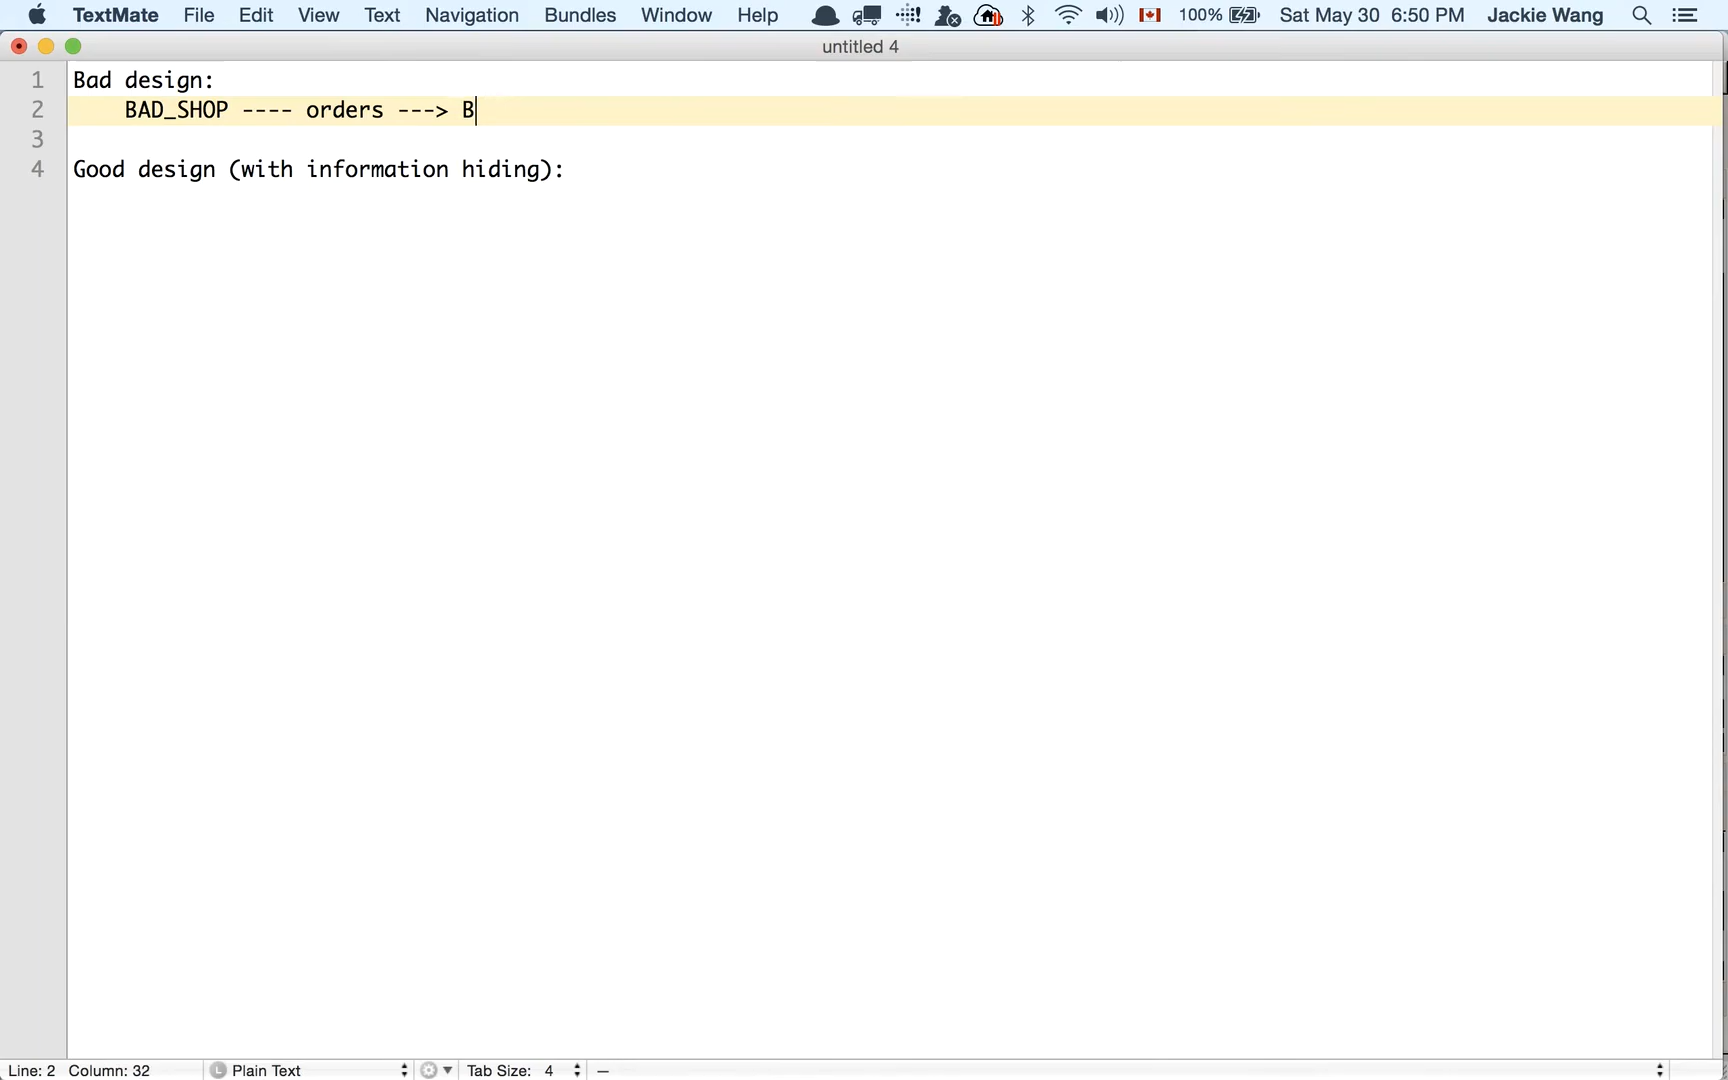 TextMate File Edit View Text Navigation Bundles Window Help 100% Sat May 30 6:50 PM Jackie Wang
untitled 4
1 Bad design:
2 BAD_SHOP ---- orders ---> B
3
4 Good design (with information hiding):
Line: 2 Column: 32 L Plain Text Tab Size: 4 —